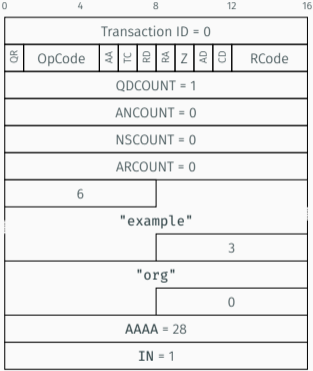 0 4 8 12 16
Transaction ID = 0
QR OpCode AA TC RD RA Z AD CD RCode
QDCOUNT = 1
ANCOUNT = 0
NSCOUNT = 0
ARCOUNT = 0
6
"example"
3
"org"
0
AAAA = 28
IN = 1